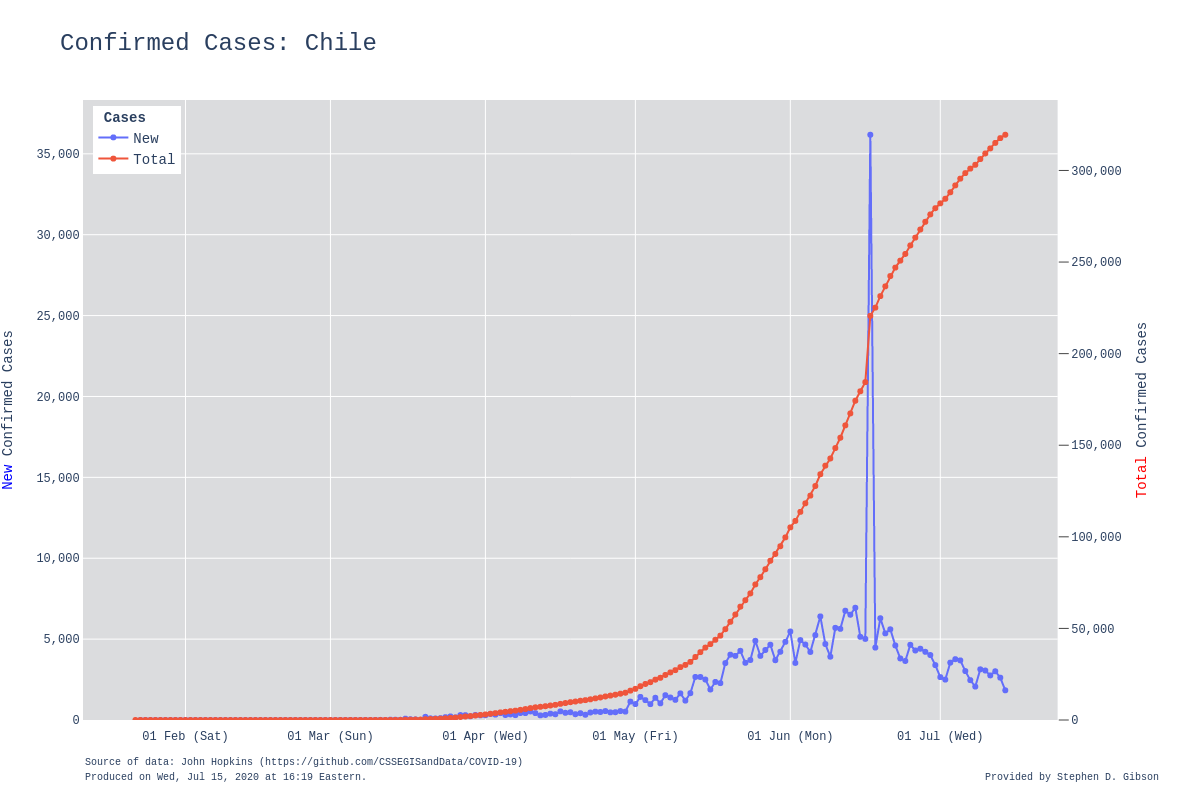 Confirmed Cases: Chile
Cases
New
Total
35,000
30,000
25,000
20,000
15,000
10,000
5,000
0
New Confirmed Cases
300,000
250,000
200,000
150,000
100,000
50,000
0
Total Confirmed Cases
01 Feb (Sat)
01 Mar (Sun)
01 Apr (Wed)
01 May (Fri)
01 Jun (Mon)
01 Jul (Wed)
Source of data: John Hopkins (https://github.com/CSSEGISandData/COVID-19)
Produced on Wed, Jul 15, 2020 at 16:19 Eastern.
Provided by Stephen D. Gibson